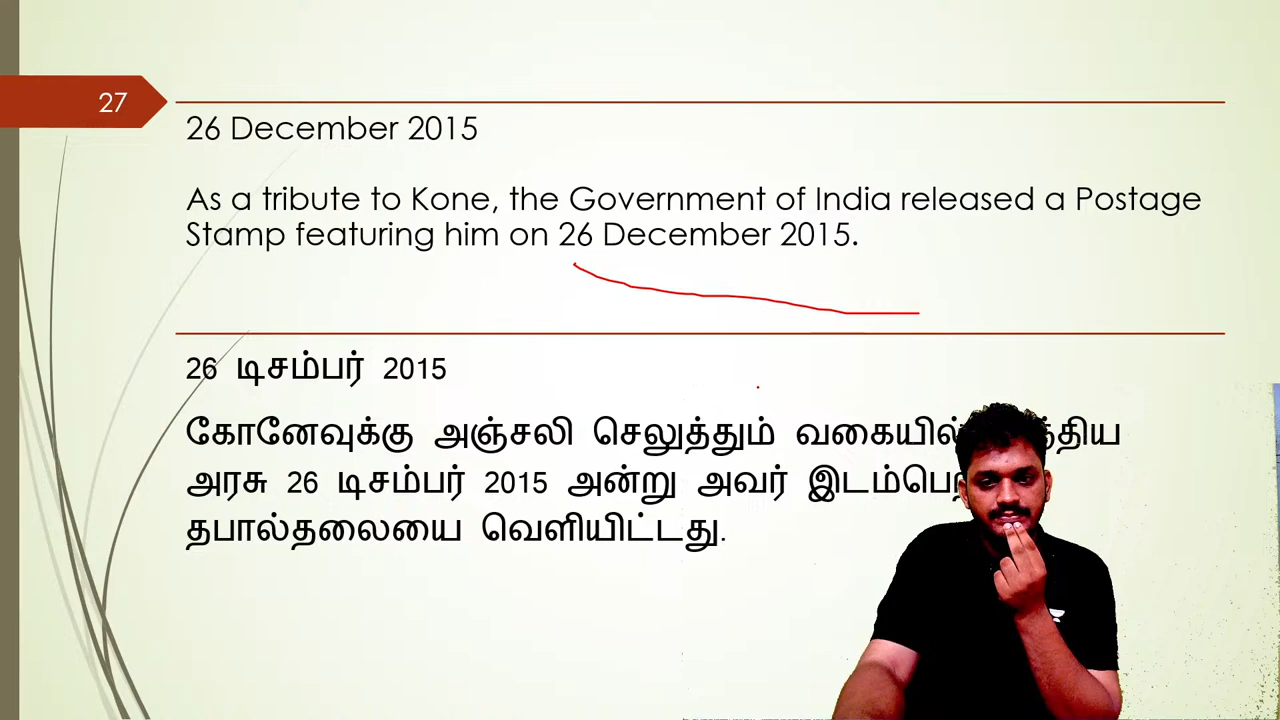 27
26 December 2015
As a tribute to Kone, the Government of India released a Postage
Stamp featuring him on 26 December 2015.
26 டிசம்பர் 2015
கோனேவுக்கு அஞ்சலி செலுத்தும் வகையில்
அரசு 26 டிசம்பர் 2015 அன்று அவர்
தபால்தலையை வெளியிட்டது.